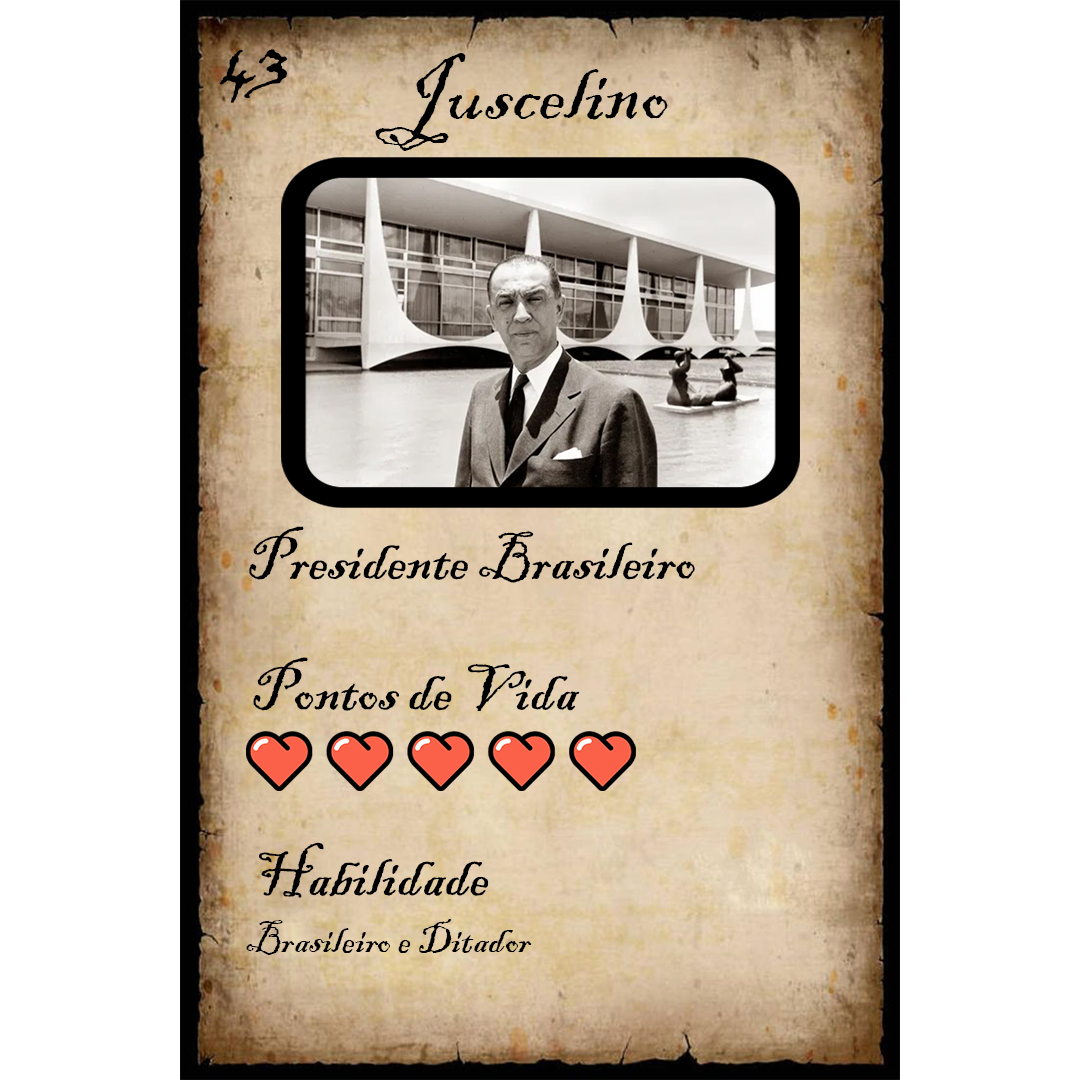 43
Juscelino
Presidente Brasileiro
Pontos de Vida
Habilidade
Brasileiro e Ditador